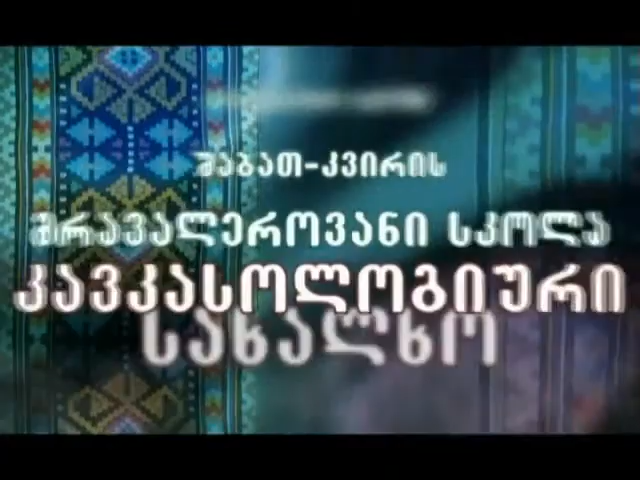 შაბათ-კვირის
მრავალეროვანი სკოლა
კავკასოლოგიური
სახალხო